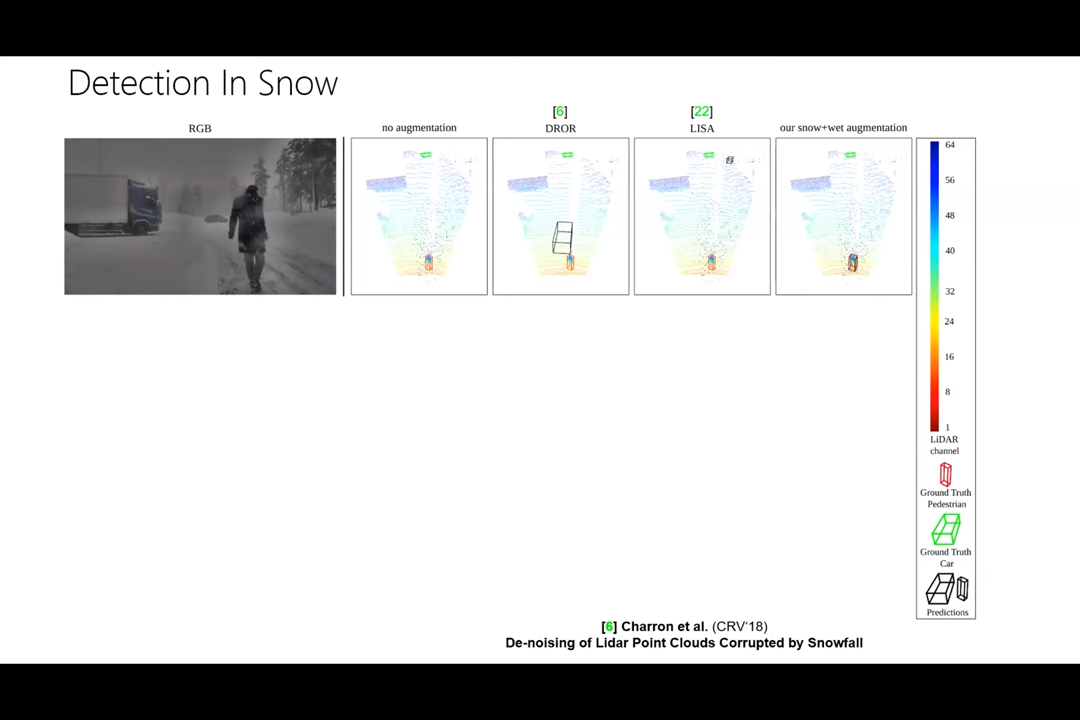 Detection In Snow
[6]
[22]
RGB
no augmentation
DROR
LISA
our snow+wet augmentation
64
56
48
40
32
24
16
8
1
LiDAR
channel
Ground Truth
Pedestrian
Ground Truth
Car
Predictions
[6] Charron et al. (CRV'18)
De-noising of Lidar Point Clouds Corrupted by Snowfall